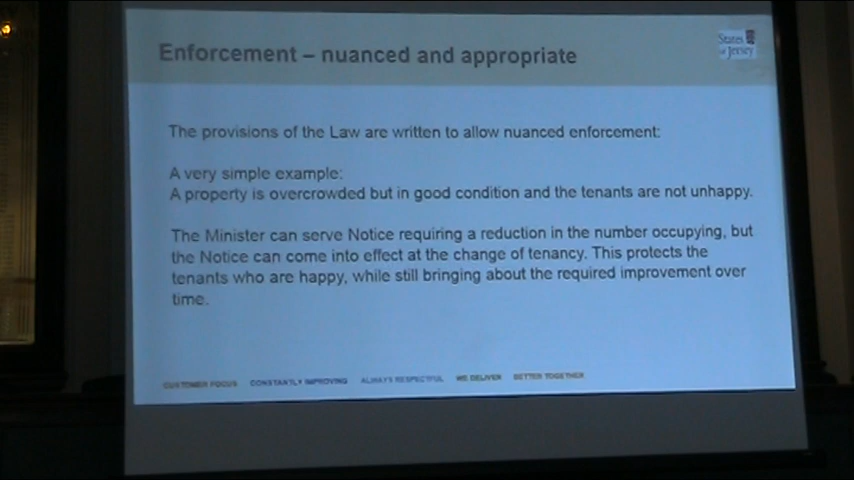 Enforcement – nuanced and appropriate
States
of Jersey
The provisions of the Law are written to allow nuanced enforcement:
A very simple example:
A property is overcrowded but in good condition and the tenants are not unhappy.
The Minister can serve Notice requiring a reduction in the number occupying, but
the Notice can come into effect at the change of tenancy. This protects the
tenants who are happy, while still bringing about the required improvement over
time.
CUSTOMER FOCUS CONSTANTLY IMPROVING ALWAYS RESPECTFUL WE DELIVER BETTER TOGETHER